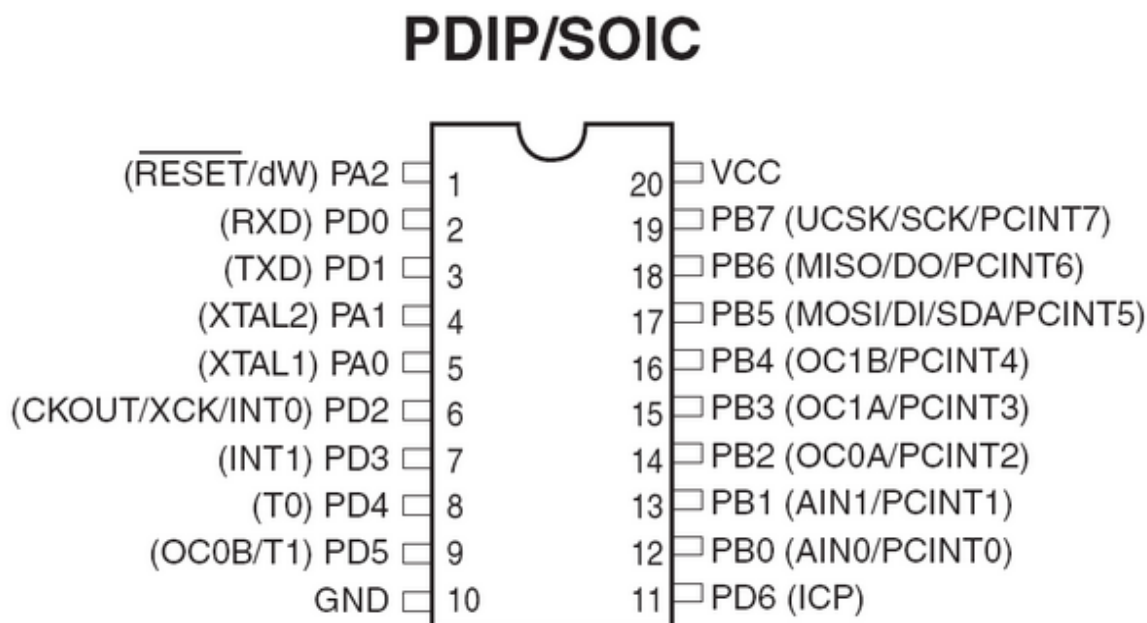 PDIP/SOIC
(RESET/dW) PA2 1 20 VCC
(RXD) PD0 2 19 PB7 (UCSK/SCK/PCINT7)
(TXD) PD1 3 18 PB6 (MISO/DO/PCINT6)
(XTAL2) PA1 4 17 PB5 (MOSI/DI/SDA/PCINT5)
(XTAL1) PA0 5 16 PB4 (OC1B/PCINT4)
(CKOUT/XCK/INT0) PD2 6 15 PB3 (OC1A/PCINT3)
(INT1) PD3 7 14 PB2 (OC0A/PCINT2)
(T0) PD4 8 13 PB1 (AIN1/PCINT1)
(OC0B/T1) PD5 9 12 PB0 (AIN0/PCINT0)
GND 10 11 PD6 (ICP)